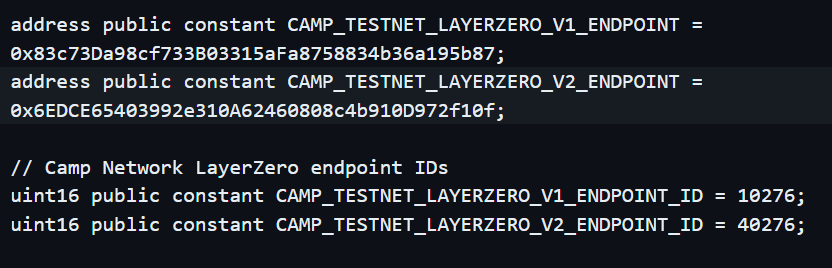 address public constant CAMP_TESTNET_LAYERZERO_V1_ENDPOINT =
0x83c73Da98cf733B03315aFa8758834b36a195b87;
address public constant CAMP_TESTNET_LAYERZERO_V2_ENDPOINT =
0x6EDCE65403992e310A62460808c4b910D972f10f;
// Camp Network LayerZero endpoint IDs
uint16 public constant CAMP_TESTNET_LAYERZERO_V1_ENDPOINT_ID = 10276;
uint16 public constant CAMP_TESTNET_LAYERZERO_V2_ENDPOINT_ID = 40276;